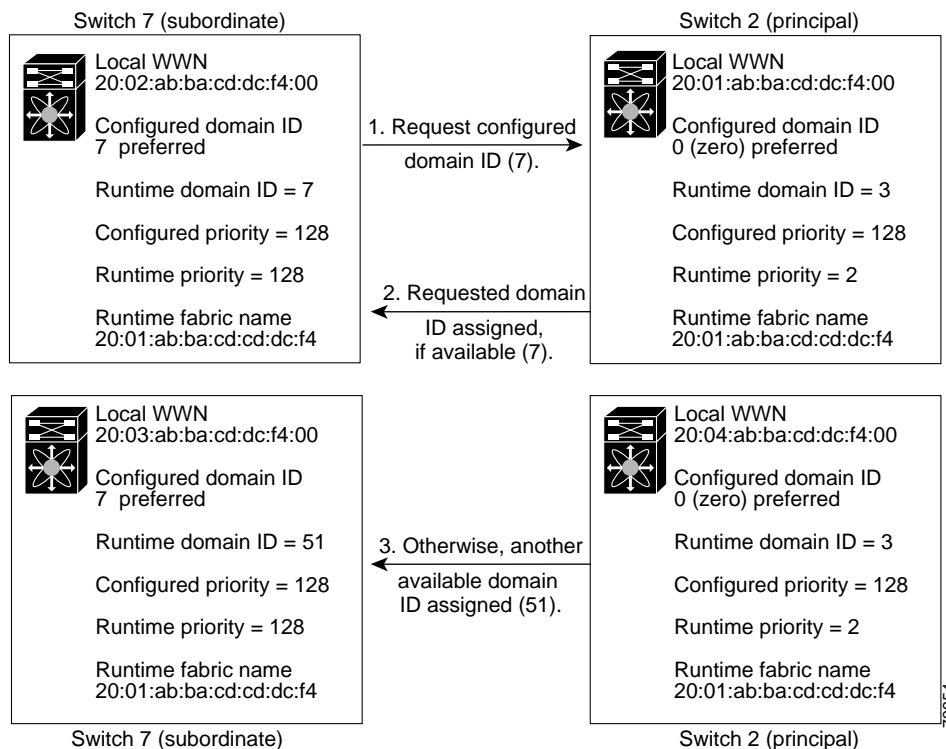 Switch 7 (subordinate)
Local WWN
20:02:ab:ba:cd:dc:f4:00
Configured domain ID
7 preferred
Runtime domain ID = 7
Configured priority = 128
Runtime priority = 128
Runtime fabric name
20:01:ab:ba:cd:cd:dc:f4
1. Request configured
domain ID (7).
2. Requested domain
ID assigned,
if available (7).
Switch 2 (principal)
Local WWN
20:01:ab:ba:cd:dc:f4:00
Configured domain ID
0 (zero) preferred
Runtime domain ID = 3
Configured priority = 128
Runtime priority = 2
Runtime fabric name
20:01:ab:ba:cd:cd:dc:f4
Local WWN
20:03:ab:ba:cd:dc:f4:00
Configured domain ID
7 preferred
Runtime domain ID = 51
Configured priority = 128
Runtime priority = 128
Runtime fabric name
20:01:ab:ba:cd:cd:dc:f4
Switch 7 (subordinate)
3. Otherwise, another
available domain
ID assigned (51).
Local WWN
20:04:ab:ba:cd:dc:f4:00
Configured domain ID
0 (zero) preferred
Runtime domain ID = 3
Configured priority = 128
Runtime priority = 2
Runtime fabric name
20:01:ab:ba:cd:cd:dc:f4
Switch 2 (principal)